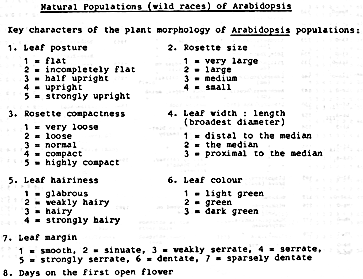 Natural Populations (wild races) of Arabidopsis
Key characters of the plant morphology of Arabidopsis populations:
1. Leaf posture
1 = flat
2 = incompletely flat
3 = half upright
4 = upright
5 = strongly upright
2. Rosette size
1 = very large
2 = large
3 = medium
4 = small
3. Rosette compactness
1 = very loose
2 = loose
3 = normal
4 = compact
5 = highly compact
4. Leaf width : length
(broadest diameter)
1 = distal to the median
2 = the median
3 = proximal to the median
5. Leaf hairiness
1 = glabrous
2 = weakly hairy
3 = hairy
4 = strongly hairy
6. Leaf colour
1 = light green
2 = green
3 = dark green
7. Leaf margin
1 = smooth, 2 = sinuate, 3 = weakly serrate, 4 = serrate,
5 = strongly serrate, 6 = dentate, 7 = sparsely dentate
8. Days on the first open flower